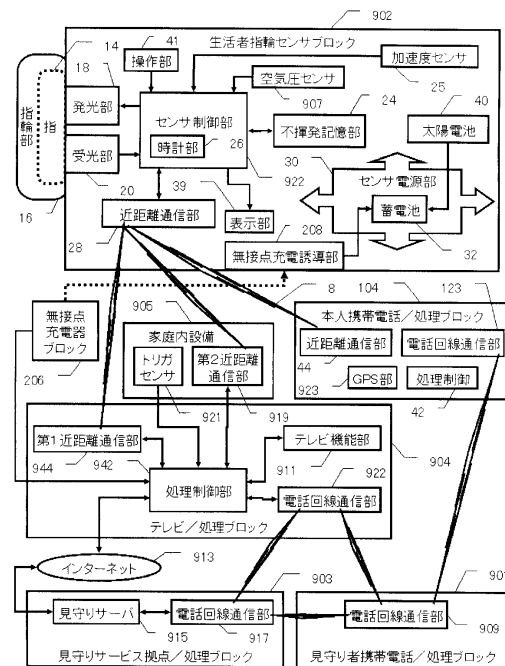 902
生活者指輪センサブロック
14
41
18
操作部
加速度センサ
空気圧センサ
907
24
25
40
指輪部
指
発光部
センサ制御部
不揮発記憶部
太陽電池
時計部
26
30
922
センサ電源部
受光部
20
39
16
近距離通信部
表示部
208
蓄電池
28
無接点充電誘導部
32
905
8
104
123
無接点
充電器
ブロック
家庭内設備
本人携帯電話/処理ブロック
トリガ
センサ
第2近距離
通信部
近距離通信部
電話回線通信部
44
206
923
GPS部
処理制御
921
919
42
第1近距離通信部
テレビ機能部
944
942
922
911
904
処理制御部
電話回線通信部
テレビ/処理ブロック
インターネット
913
903
901
見守りサーバ
電話回線通信部
電話回線通信部
915
917
909
見守りサービス拠点/処理ブロック
見守り者携帯電話/処理ブロック